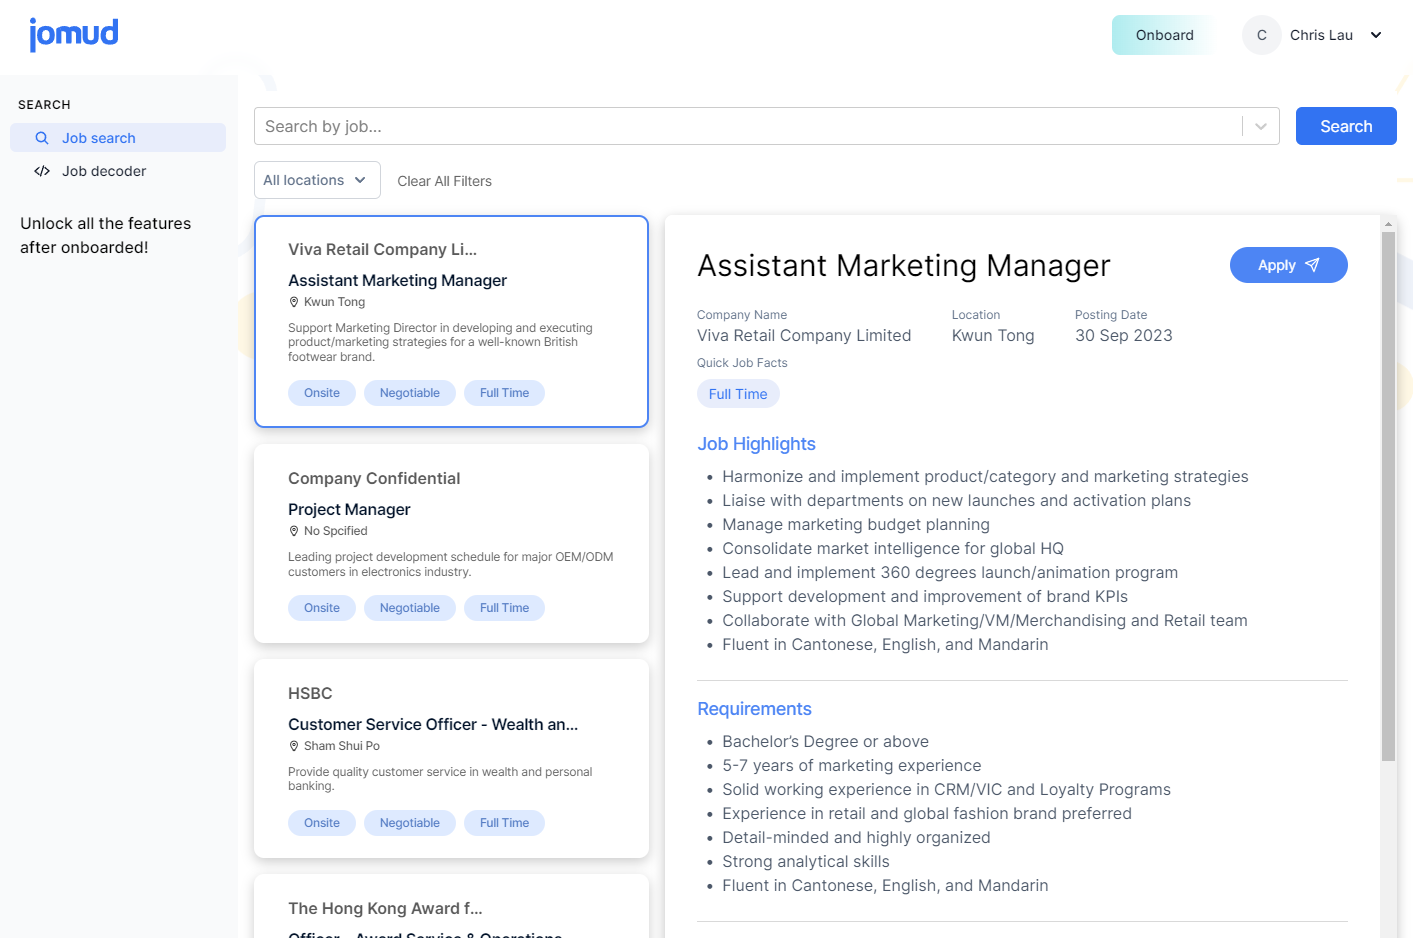 jomud
Onboard
C
Chris Lau
SEARCH
Job search
Job decoder
Unlock all the features
after onboarded!
Search by job...
Search
All locations
Clear All Filters
Viva Retail Company Li...
Assistant Marketing Manager
Kwun Tong
Support Marketing Director in developing and executing
product/marketing strategies for a well-known British
footwear brand.
Onsite
Negotiable
Full Time
Company Confidential
Project Manager
No Spcified
Leading project development schedule for major OEM/ODM
customers in electronics industry.
Onsite
Negotiable
Full Time
HSBC
Customer Service Officer - Wealth an...
Sham Shui Po
Provide quality customer service in wealth and personal
banking.
Onsite
Negotiable
Full Time
The Hong Kong Award f...
Officer - Award Service & Operations
Assistant Marketing Manager
Apply
Company Name
Viva Retail Company Limited
Location
Kwun Tong
Posting Date
30 Sep 2023
Quick Job Facts
Full Time
Job Highlights
• Harmonize and implement product/category and marketing strategies
• Liaise with departments on new launches and activation plans
• Manage marketing budget planning
• Consolidate market intelligence for global HQ
• Lead and implement 360 degrees launch/animation program
• Support development and improvement of brand KPIs
• Collaborate with Global Marketing/VM/Merchandising and Retail team
• Fluent in Cantonese, English, and Mandarin
Requirements
• Bachelor’s Degree or above
• 5-7 years of marketing experience
• Solid working experience in CRM/VIC and Loyalty Programs
• Experience in retail and global fashion brand preferred
• Detail-minded and highly organized
• Strong analytical skills
• Fluent in Cantonese, English, and Mandarin